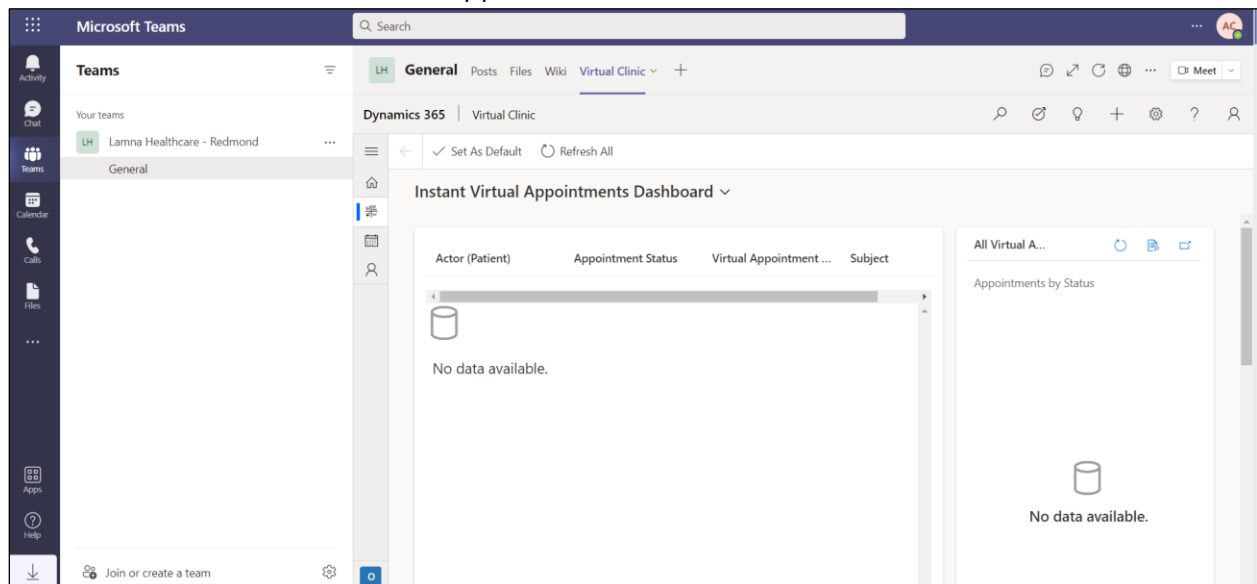 Microsoft Teams
Search
AC
Activity
Chat
Teams
Calendar
Calls
Files
Apps
Help
Teams
Your teams
LH Lamna Healthcare - Redmond
General
Join or create a team
LH General Posts Files Wiki Virtual Clinic
Meet
Dynamics 365 Virtual Clinic
Set As Default Refresh All
Instant Virtual Appointments Dashboard
Actor (Patient) Appointment Status Virtual Appointment ... Subject
No data available.
All Virtual A...
Appointments by Status
No data available.
O